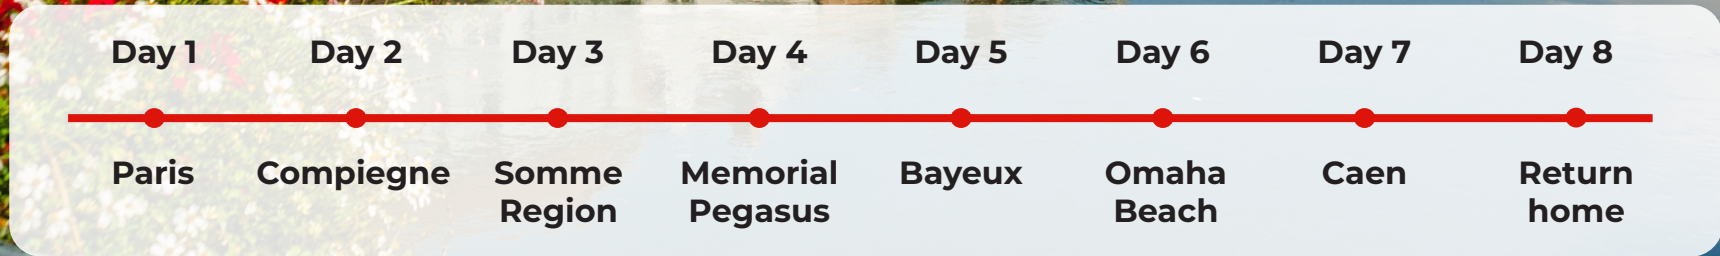 Day 1 Day 2 Day 3 Day 4 Day 5 Day 6 Day 7 Day 8
Paris Compiegne Somme Region Memorial Pegasus Bayeux Omaha Beach Caen Return home